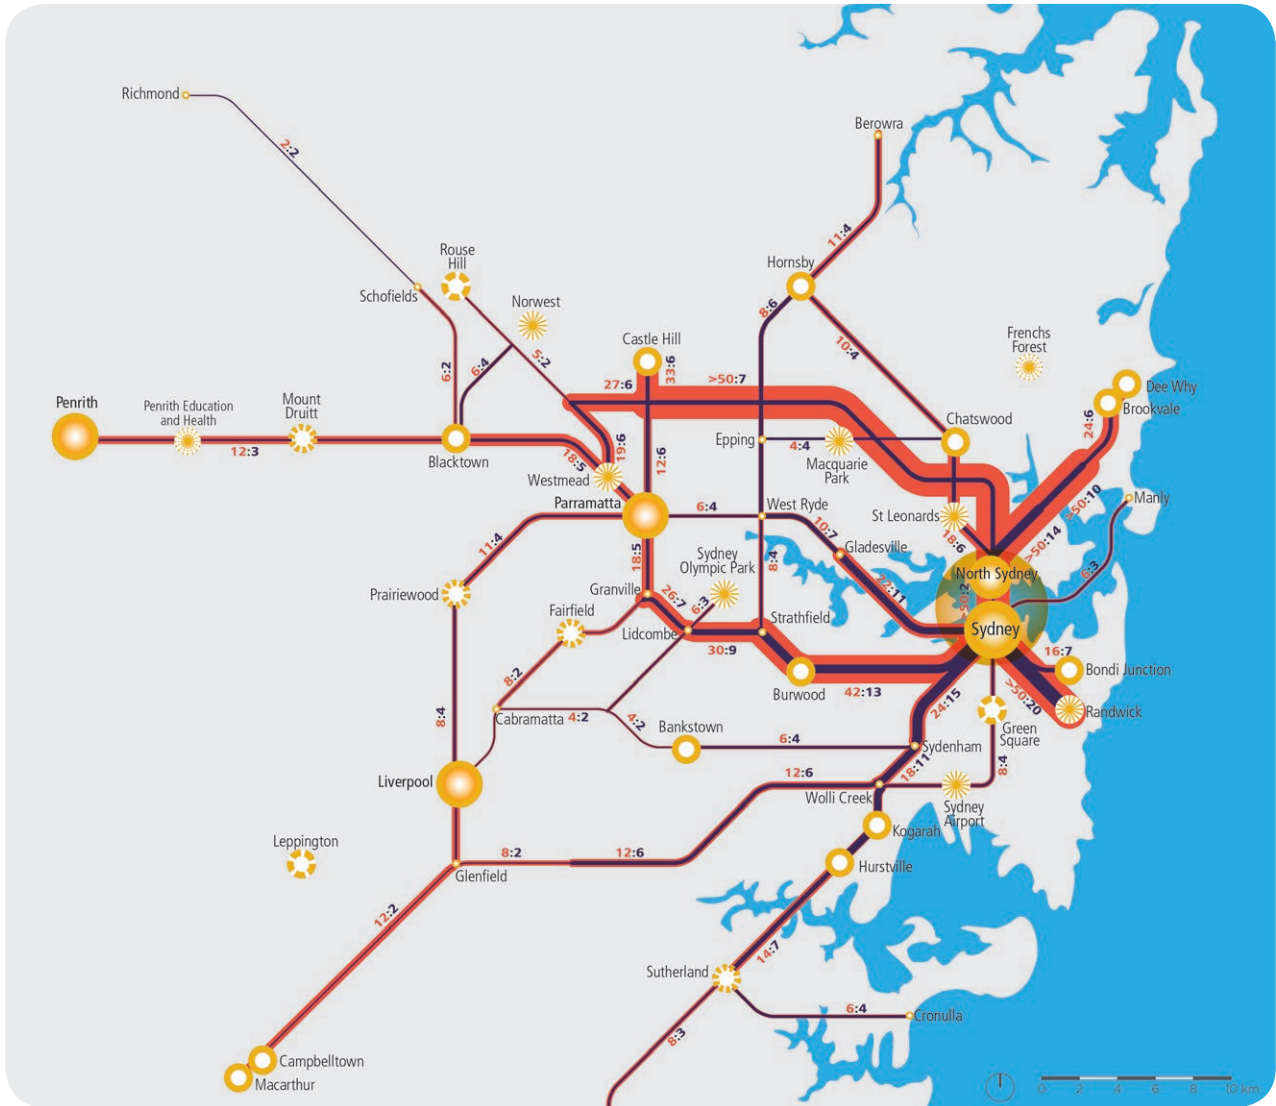 Richmond
2:2
Berowra
11:4
Rouse
Hill
Hornsby
Schofields
Norwest
8:6
Castle Hill
Frenchs
Forest
10:4
6:2
6:4
5:2
27:6
33:6
>50:7
Dee Why
Brookvale
Penrith
Penrith Education
and Health
Mount
Druitt
24:6
Chatswood
12:3
Blacktown
18:5
19:6
12:6
Epping
4:4
Macquarie
Park
Westmead
Parramatta
6:4
West Ryde
St Leonards
>50:10
Manly
11:4
10:7
Gladesville
18:6
>50:14
18:5
Sydney
Olympic Park
8:4
North Sydney
6:3
Prairiewood
Granville
26:7
6:3
22:11
Fairfield
Lidcombe
Strathfield
Sydney
30:9
16:7
8:2
Burwood
42:13
Bondi Junction
>50:20
Randwick
8:4
Cabramatta
4:2
4:2
Bankstown
24:15
Green
Square
6:4
Sydenham
Liverpool
12:6
18:11
8:4
Wolli Creek
Sydney
Airport
Kogarah
Leppington
8:2
12:6
Glenfield
Hurstville
12:2
14:7
Sutherland
6:4
Cronulla
8:3
Campbelltown
Macarthur
0 2 4 6 8 10 km